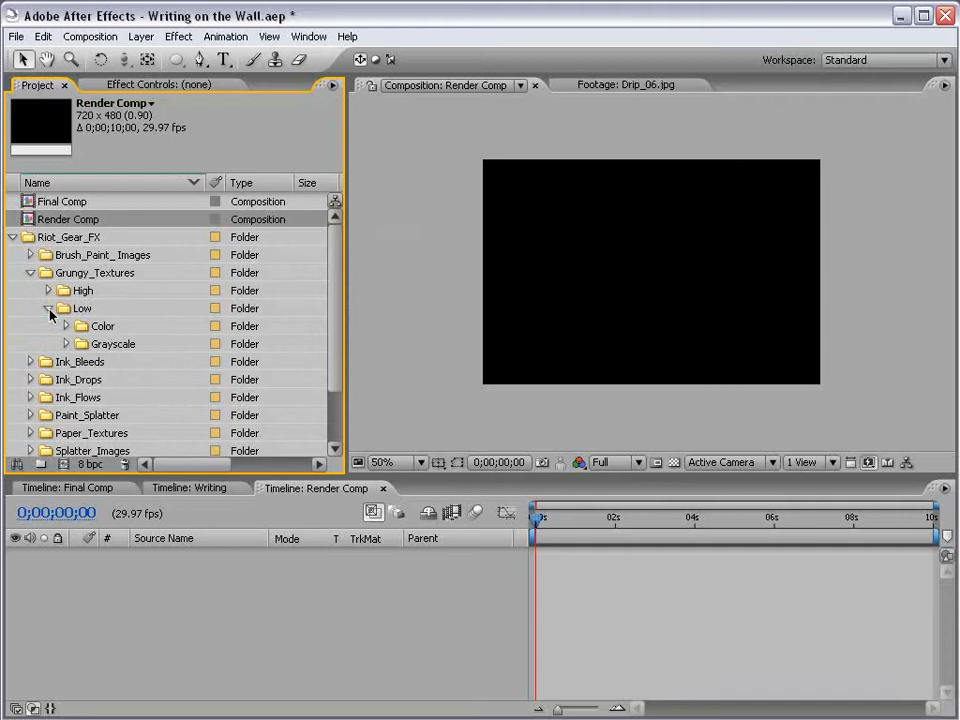 Adobe After Effects - Writing on the Wall.aep *
File Edit Composition Layer Effect Animation View Window Help
Workspace: Standard
Project × Effect Controls: (none)
Composition: Render Comp × Footage: Drip_06.jpg
Render Comp
720 x 480 (0.90)
Δ 0;00;10;00, 29.97 fps
Name Type Size
Final Comp Composition
Render Comp Composition
Riot_Gear_FX Folder
Brush_Paint_ Images Folder
Grungy_Textures Folder
High Folder
Low Folder
Color Folder
Grayscale Folder
Ink_Bleeds Folder
Ink_Drops Folder
Ink_Flows Folder
Paint_Splatter Folder
Paper_Textures Folder
Splatter_Images Folder
8 bpc
50% 0;00;00;00 Full Active Camera 1 View
Timeline: Final Comp Timeline: Writing Timeline: Render Comp ×
0;00;00;00 (29.97 fps)
# Source Name Mode T TrkMat Parent
02s 04s 06s 08s 10s